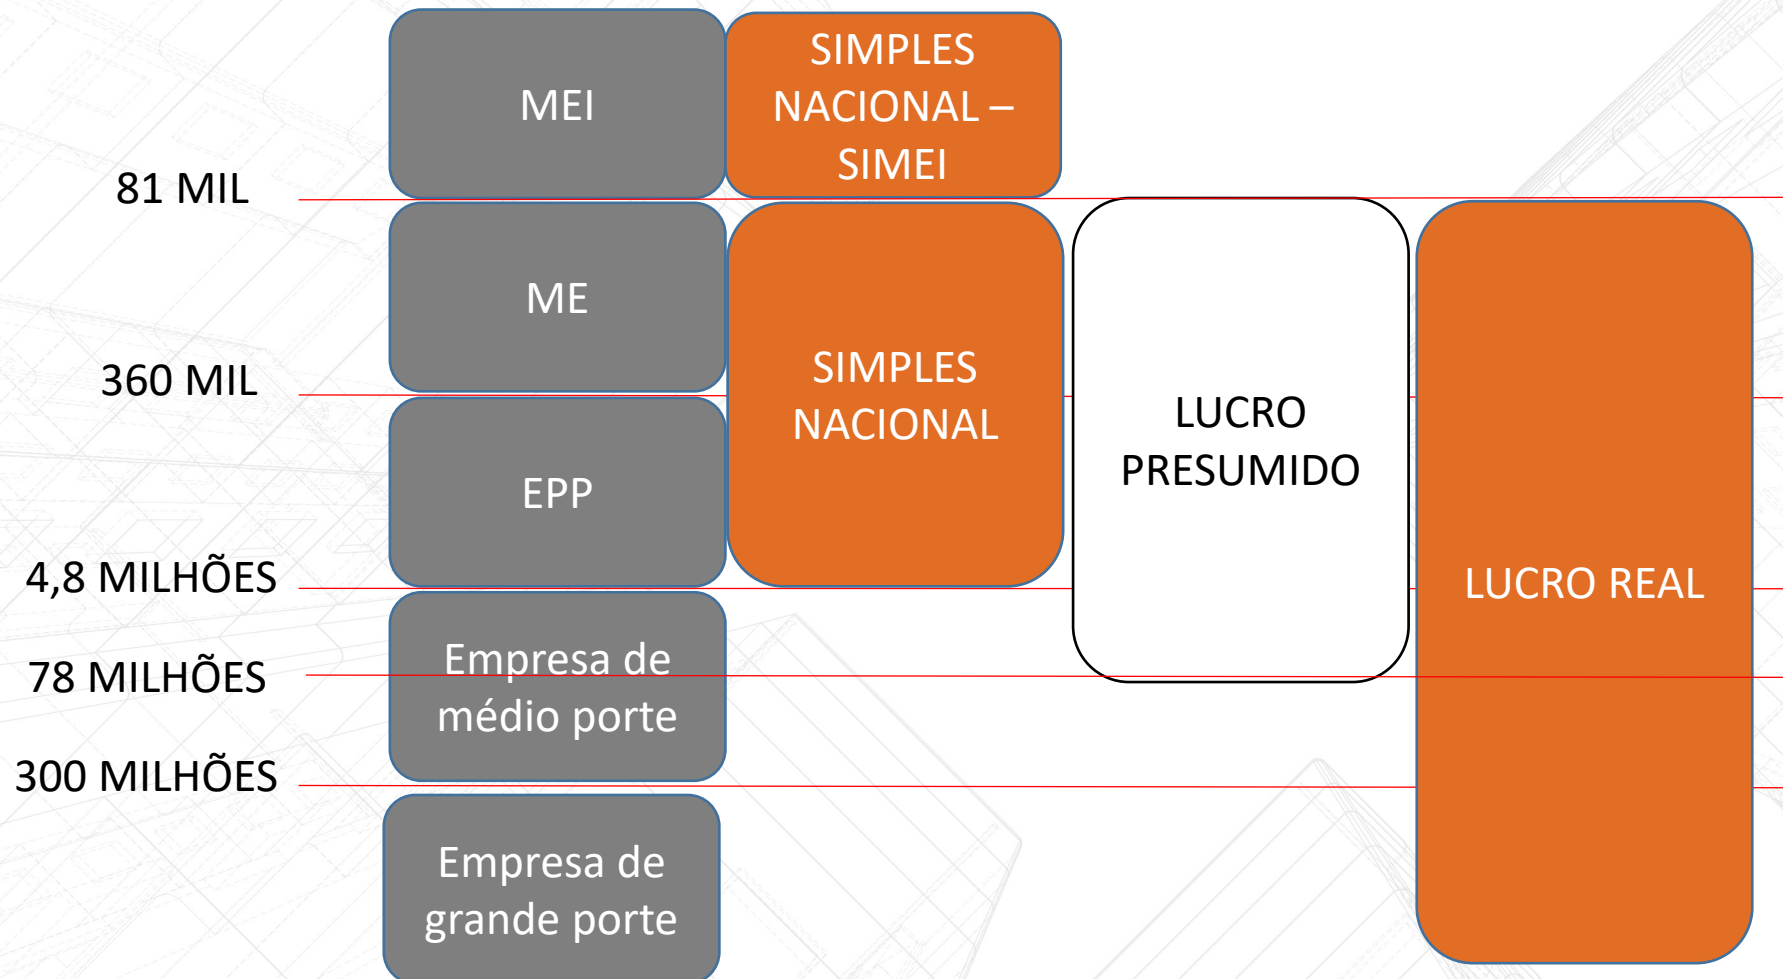 MEI
SIMPLES
NACIONAL –
SIMEI
81 MIL
ME
360 MIL
SIMPLES
NACIONAL
LUCRO
PRESUMIDO
EPP
4,8 MILHÕES
LUCRO REAL
78 MILHÕES
Empresa de
médio porte
300 MILHÕES
Empresa de
grande porte